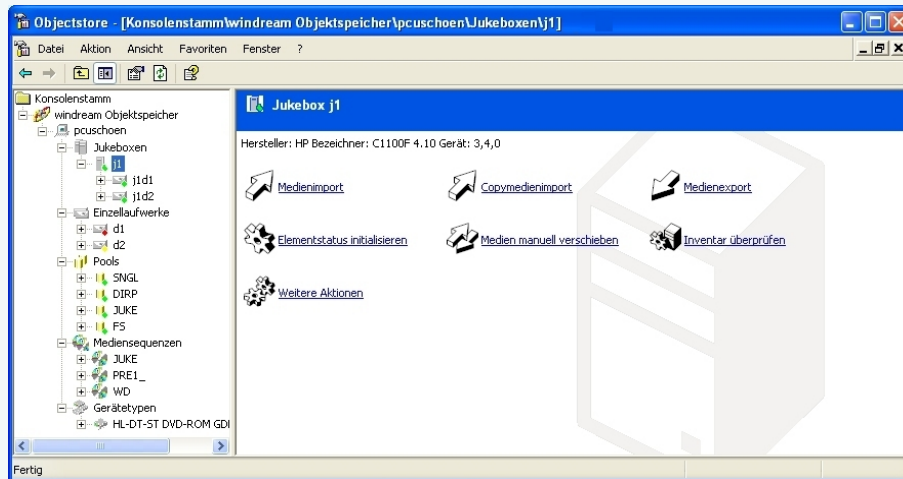 Objectstore - [Konsolenstamm\windream Objektspeicher\pcuschoen\Jukeboxen\j1]
Datei Aktion Ansicht Favoriten Fenster ?
Konsolenstamm
windream Objektspeicher
pcuschoen
Jukeboxen
j1
j1d1
j1d2
Einzellaufwerke
d1
d2
Pools
SNGL
DIRP
JUKE
FS
Mediensequenzen
JUKE
PRE1_
WD
Gerätetypen
HL-DT-ST DVD-ROM GDI
Jukebox j1
Hersteller: HP Bezeichner: C1100F 4.10 Gerät: 3,4,0
Medienimport Copymedienimport Medienexport
Elementstatus initialisieren Medien manuell verschieben Inventar überprüfen
Weitere Aktionen
Fertig